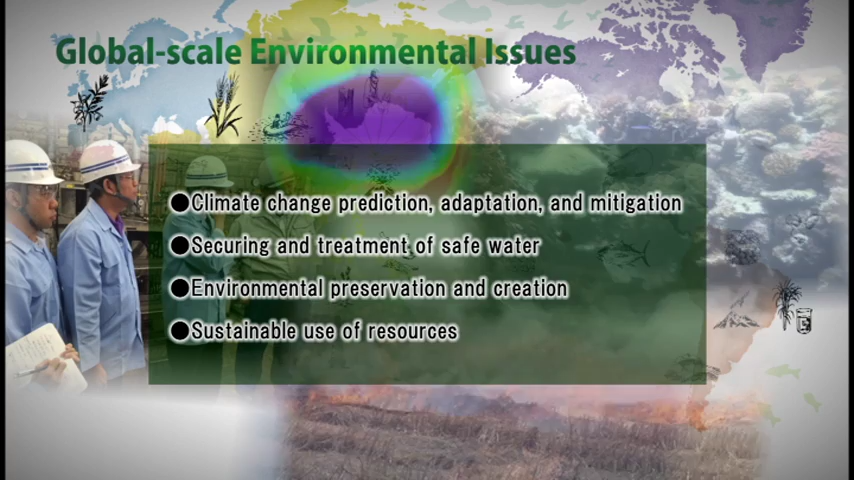 Global-scale Environmental Issues
●Climate change prediction, adaptation, and mitigation
●Securing and treatment of safe water
●Environmental preservation and creation
●Sustainable use of resources